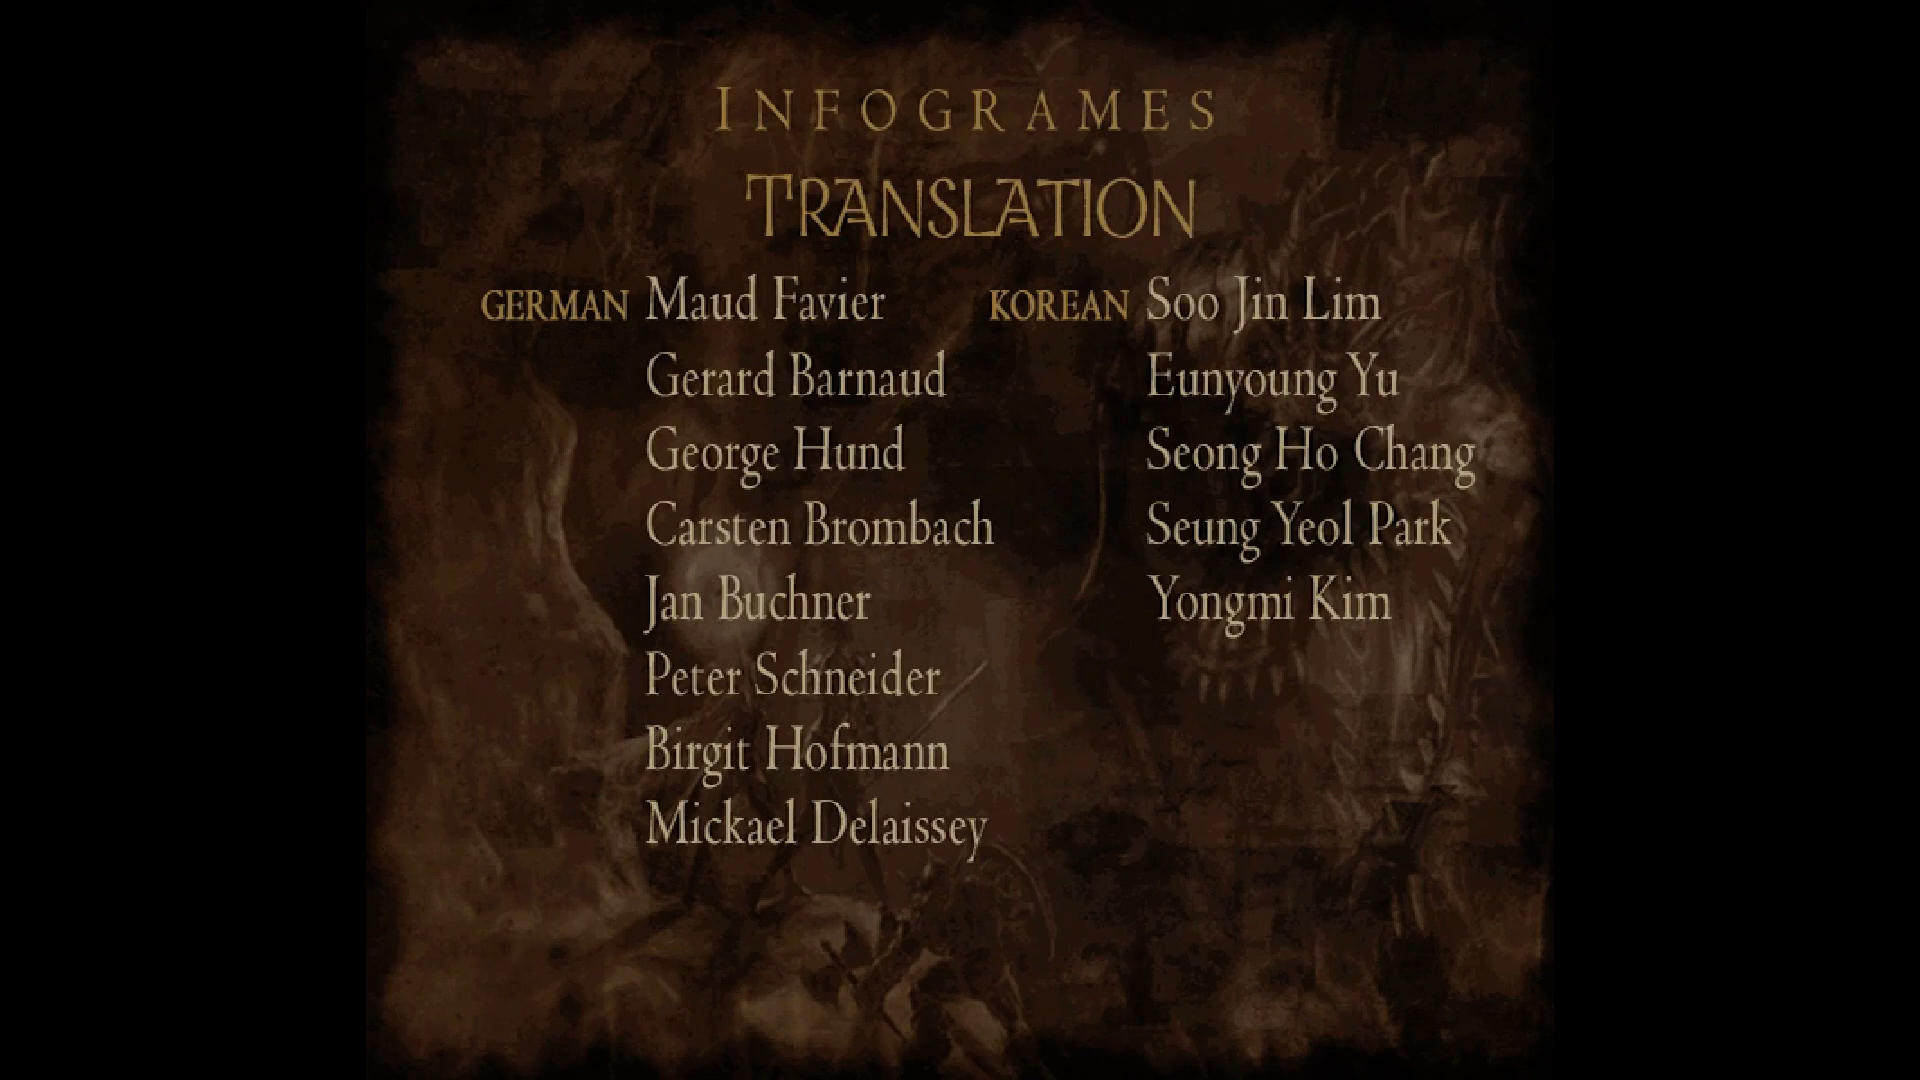 INFOGRAMES
TRANSLATION
GERMAN Maud Favier
Gerard Barnaud
George Hund
Carsten Brombach
Jan Buchner
Peter Schneider
Birgit Hofmann
Mickael Delaissey
KOREAN Soo Jin Lim
Eunyoung Yu
Seong Ho Chang
Seung Yeol Park
Yongmi Kim